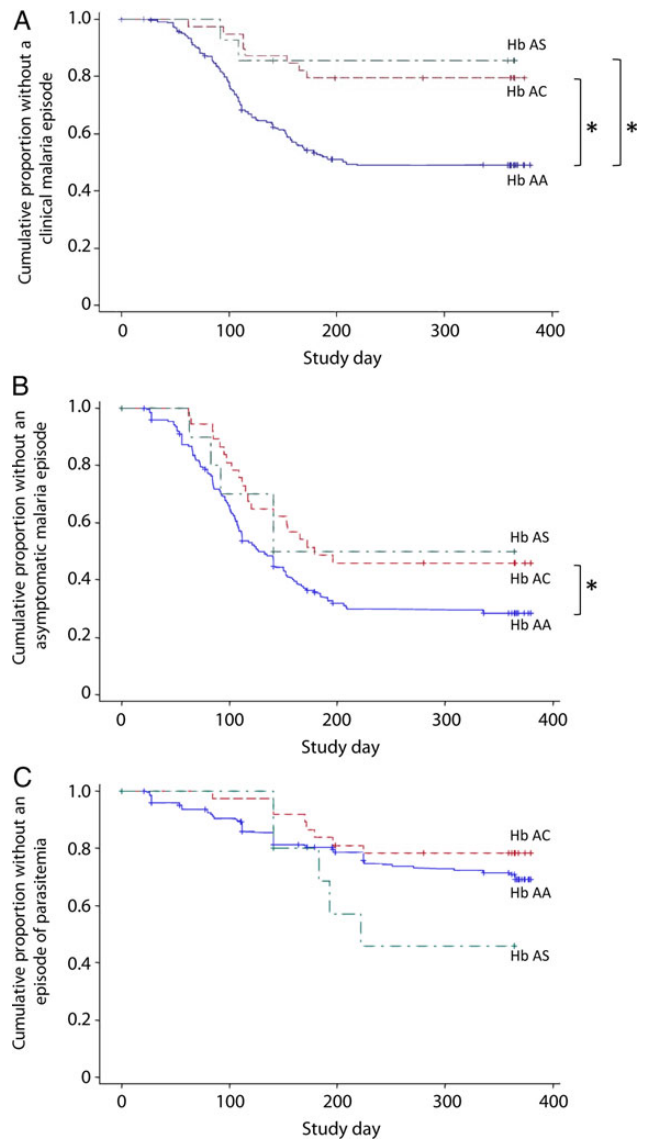 A
1.0
0.8
0.6
0.4
0.2
0
Cumulative proportion without a
clinical malaria episode
Hb AS
Hb AC
Hb AA
*
*
0 100 200 300 400
Study day
B
1.0
0.8
0.6
0.4
0.2
0
Cumulative proportion without an
asymptomatic malaria episode
Hb AS
Hb AC
Hb AA
*
0 100 200 300 400
Study day
C
1.0
0.8
0.6
0.4
0.2
0
Cumulative proportion without an
episode of parasitemia
Hb AC
Hb AA
Hb AS
0 100 200 300 400
Study day